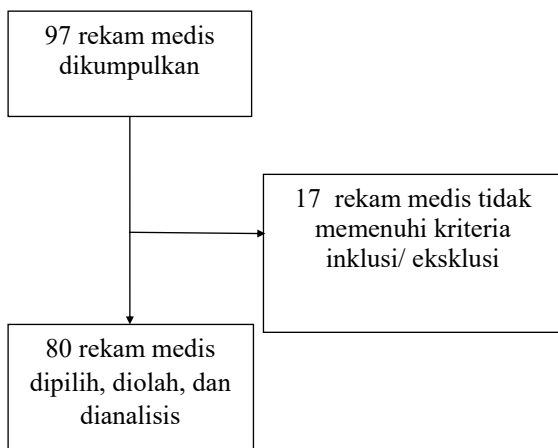 97 rekam medis
dikumpulkan
17 rekam medis tidak
memenuhi kriteria
inklusi/ eksklusi
80 rekam medis
dipilih, diolah, dan
dianalisis